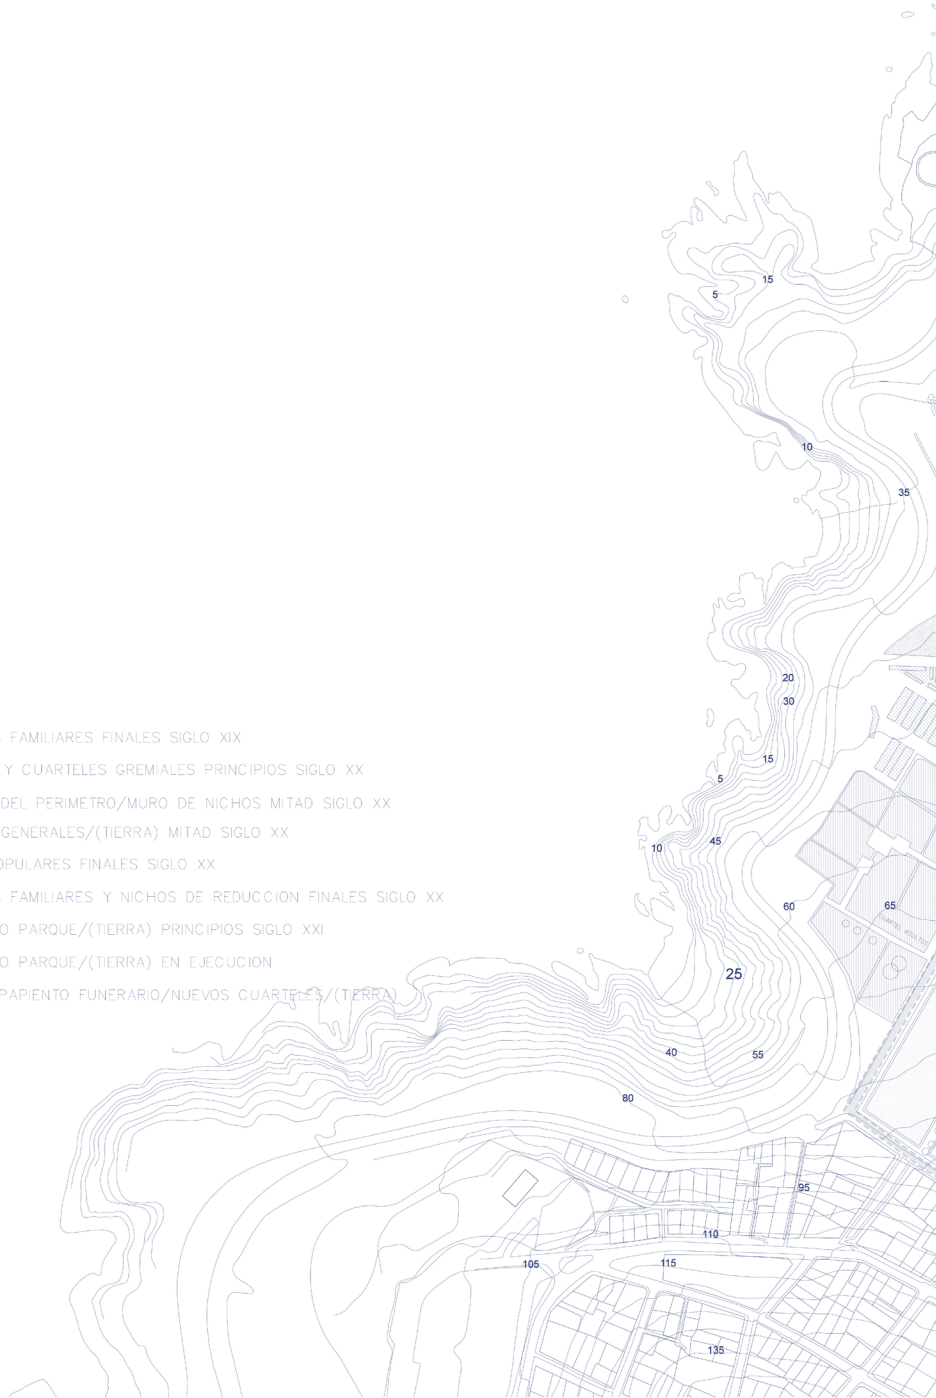 15
5
10
35
20
30
FAMILIARES FINALES SIGLO XIX
15
Y CUARTELES GREMIALES PRINCIPIOS SIGLO XX
5
DEL PERIMETRO/MURO DE NICHOS MITAD SIGLO XX
GENERALES/(TIERRA) MITAD SIGLO XX
45
10
OPULARES FINALES SIGLO XX
FAMILIARES Y NICHOS DE REDUCCION FINALES SIGLO XX
60
65
CUARTEL ADULTOS
O PARQUE/(TIERRA) PRINCIPIOS SIGLO XXI
O PARQUE/(TIERRA) EN EJECUCION
25
PAPIENTO FUNERARIO/NUEVOS CUARTELES/(TIERRA)
40
55
80
95
110
105
115
135